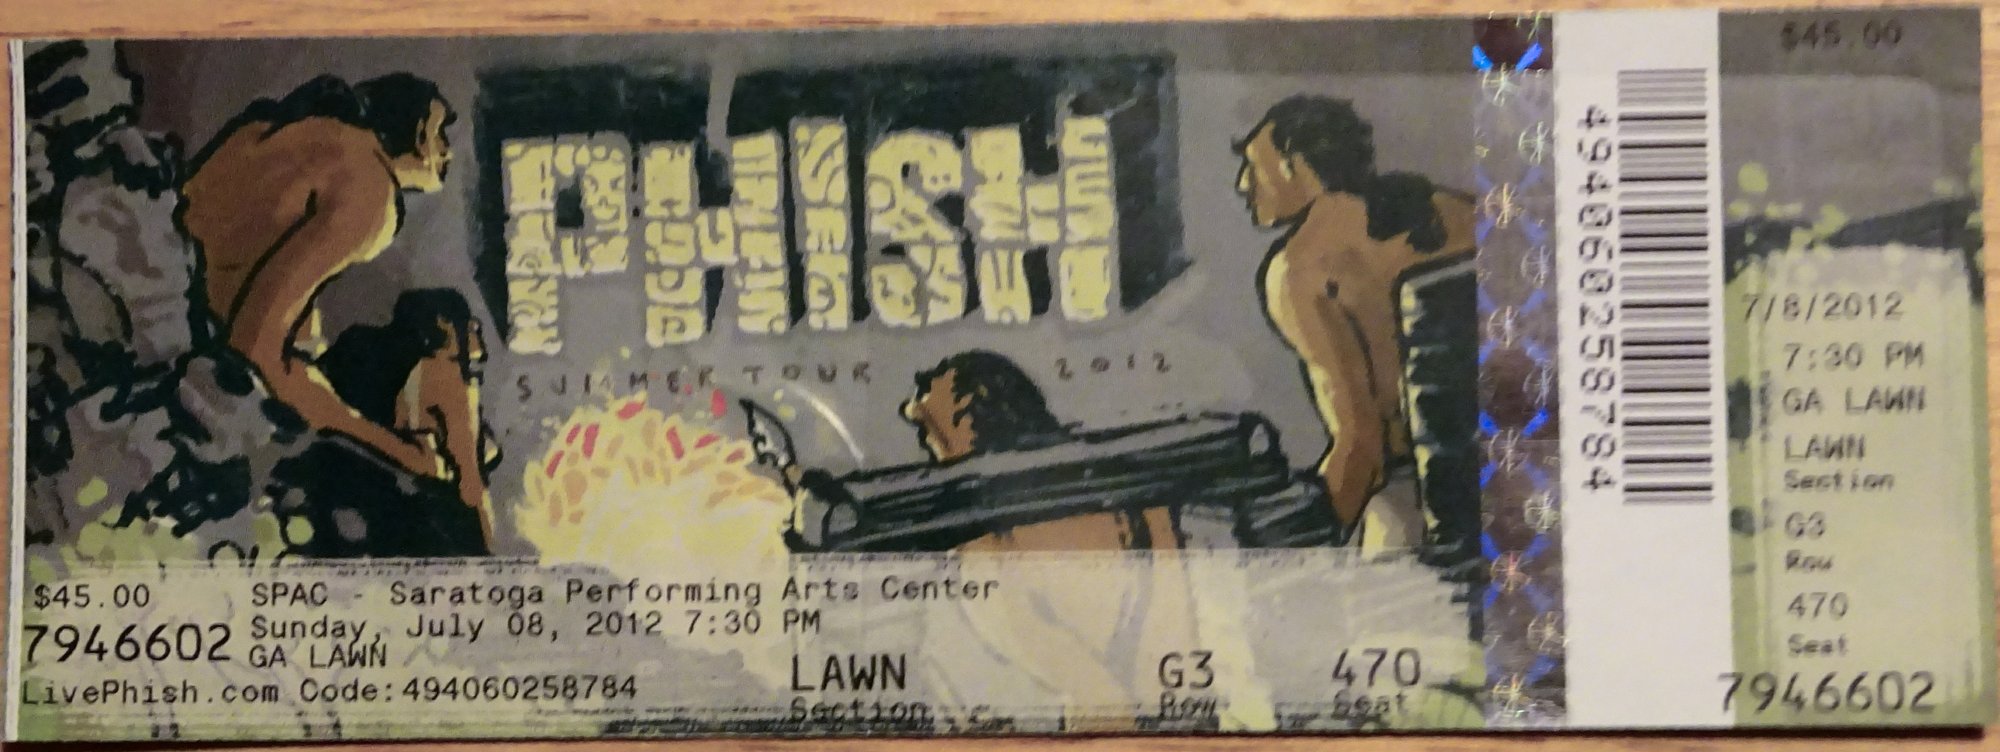 PHISH
SUMMER TOUR 2012
$45.00 SPAC - Saratoga Performing Arts Center
7946602 Sunday, July 08, 2012 7:30 PM
GA LAWN
LivePhish.com Code:494060258784
LAWN G3 470
Section Row Seat
494060258784
$45.00
7/8/2012
7:30 PM
GA LAWN
LAWN
Section
G3
Row
470
Seat
7946602